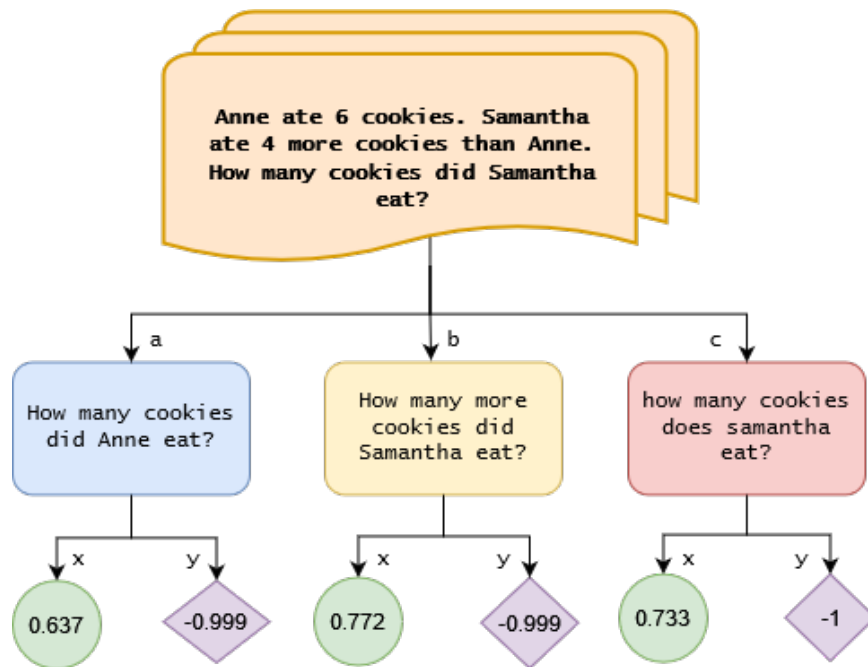 Anne ate 6 cookies. Samantha
ate 4 more cookies than Anne.
How many cookies did Samantha
eat?
a
b
c
How many cookies
did Anne eat?
How many more
cookies did
Samantha eat?
how many cookies
does samantha
eat?
x
y
x
y
x
y
0.637
-0.999
0.772
-0.999
0.733
-1